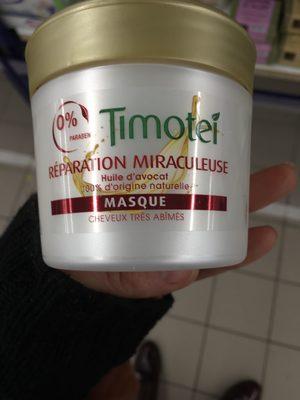 0%
PARABEN
Timotei
RÉPARATION MIRACULEUSE
Huile d'avocat
100% d'origine naturelle
MASQUE
CHEVEUX TRÈS ABÎMÉS